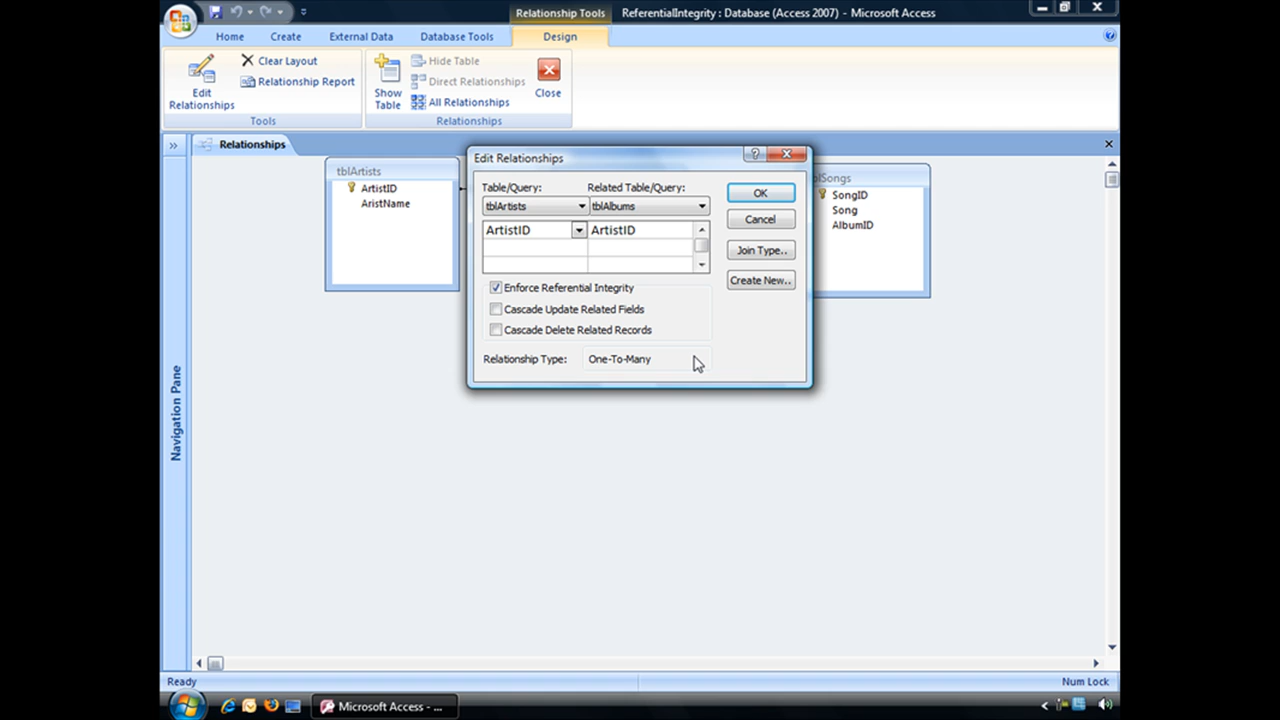 Relationship Tools
ReferentialIntegrity : Database (Access 2007) - Microsoft Access
Home Create External Data Database Tools Design
Edit Relationships
Clear Layout
Relationship Report
Tools
Show Table
Hide Table
Direct Relationships
All Relationships
Close
Relationships
Relationships
Navigation Pane
tblArtists
ArtistID
AristName
Edit Relationships
Table/Query: Related Table/Query:
tblArtists tblAlbums
ArtistID ArtistID
Enforce Referential Integrity
Cascade Update Related Fields
Cascade Delete Related Records
Relationship Type: One-To-Many
OK
Cancel
Join Type..
Create New..
blSongs
SongID
Song
AlbumID
Ready
Num Lock
Microsoft Access - ...